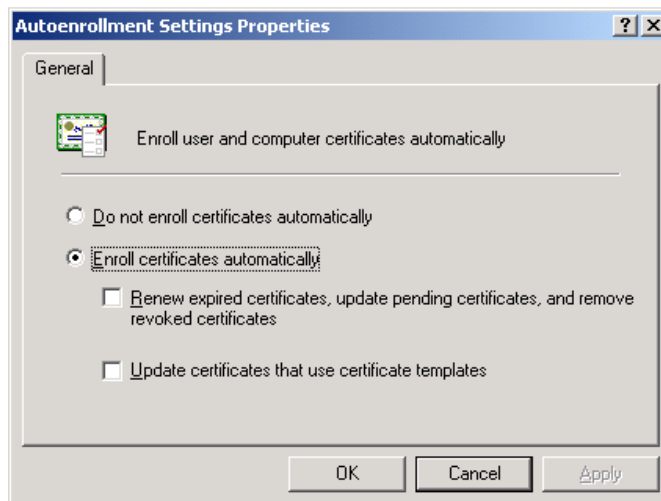 Autoenrollment Settings Properties
General
Enroll user and computer certificates automatically
Do not enroll certificates automatically
Enroll certificates automatically
Renew expired certificates, update pending certificates, and remove
revoked certificates
Update certificates that use certificate templates
OK Cancel Apply